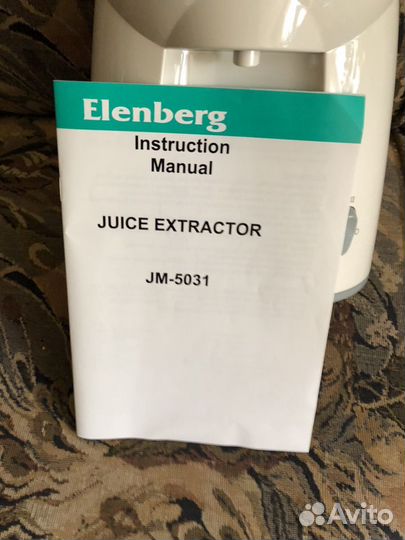 Elenberg
Instruction
Manual
JUICE EXTRACTOR
JM-5031
Avito